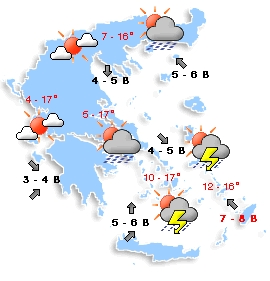 7 - 16°
4 - 5 B
5 - 6 B
4 - 17°
5 - 17°
4 - 5 B
3 - 4 B
10 - 17°
12 - 16°
5 - 6 B
7 - 8 B